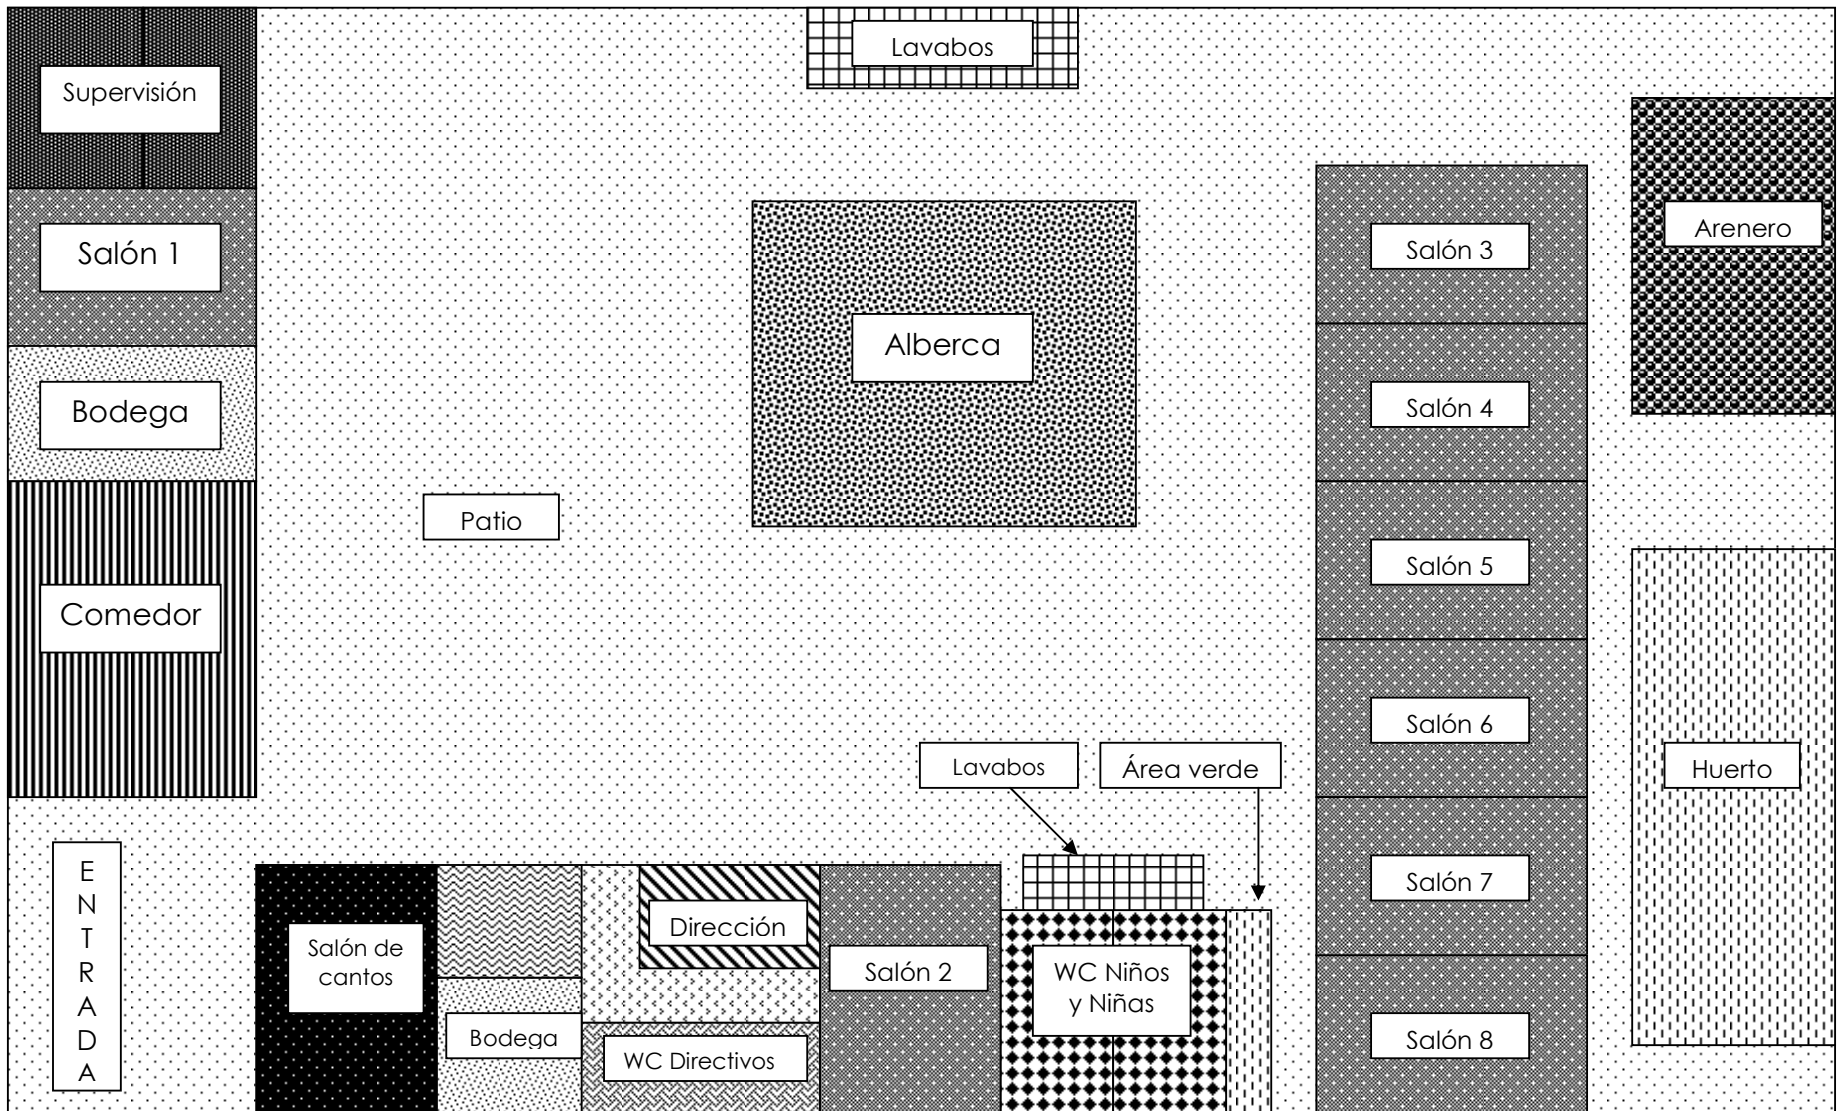 Lavabos
Supervisión
Arenero
Salón 1
Salón 3
Alberca
Bodega
Salón 4
Patio
Salón 5
Comedor
Salón 6
Lavabos
Área verde
Huerto
E
N
T
R
A
D
A
Salón 7
Dirección
Salón de
cantos
Salón 2
WC Niños
y Niñas
Bodega
WC Directivos
Salón 8